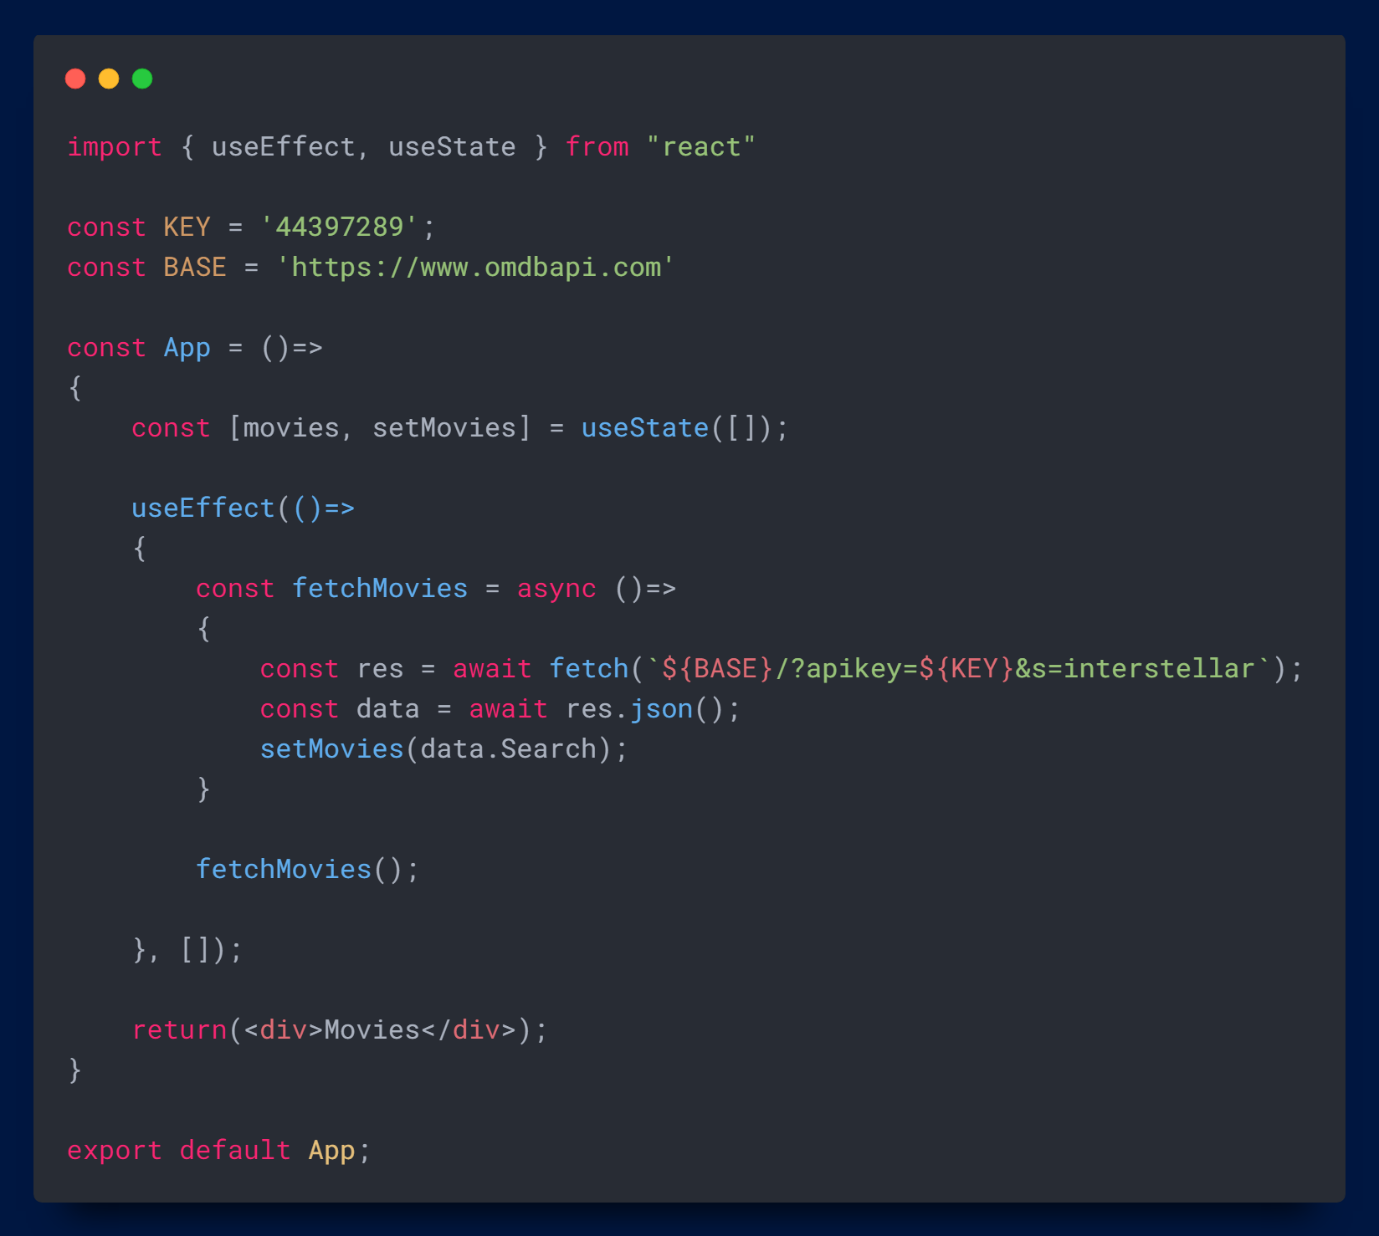 import { useEffect, useState } from "react"
const KEY = '44397289';
const BASE = 'https://www.omdbapi.com'
const App = ()=>
{
    const [movies, setMovies] = useState([]);
    useEffect(()=>
    {
        const fetchMovies = async ()=>
        {
            const res = await fetch(`${BASE}/?apikey=${KEY}&s=interstellar`);
            const data = await res.json();
            setMovies(data.Search);
        }
        fetchMovies();
    }, []);
    return(<div>Movies</div>);
}
export default App;